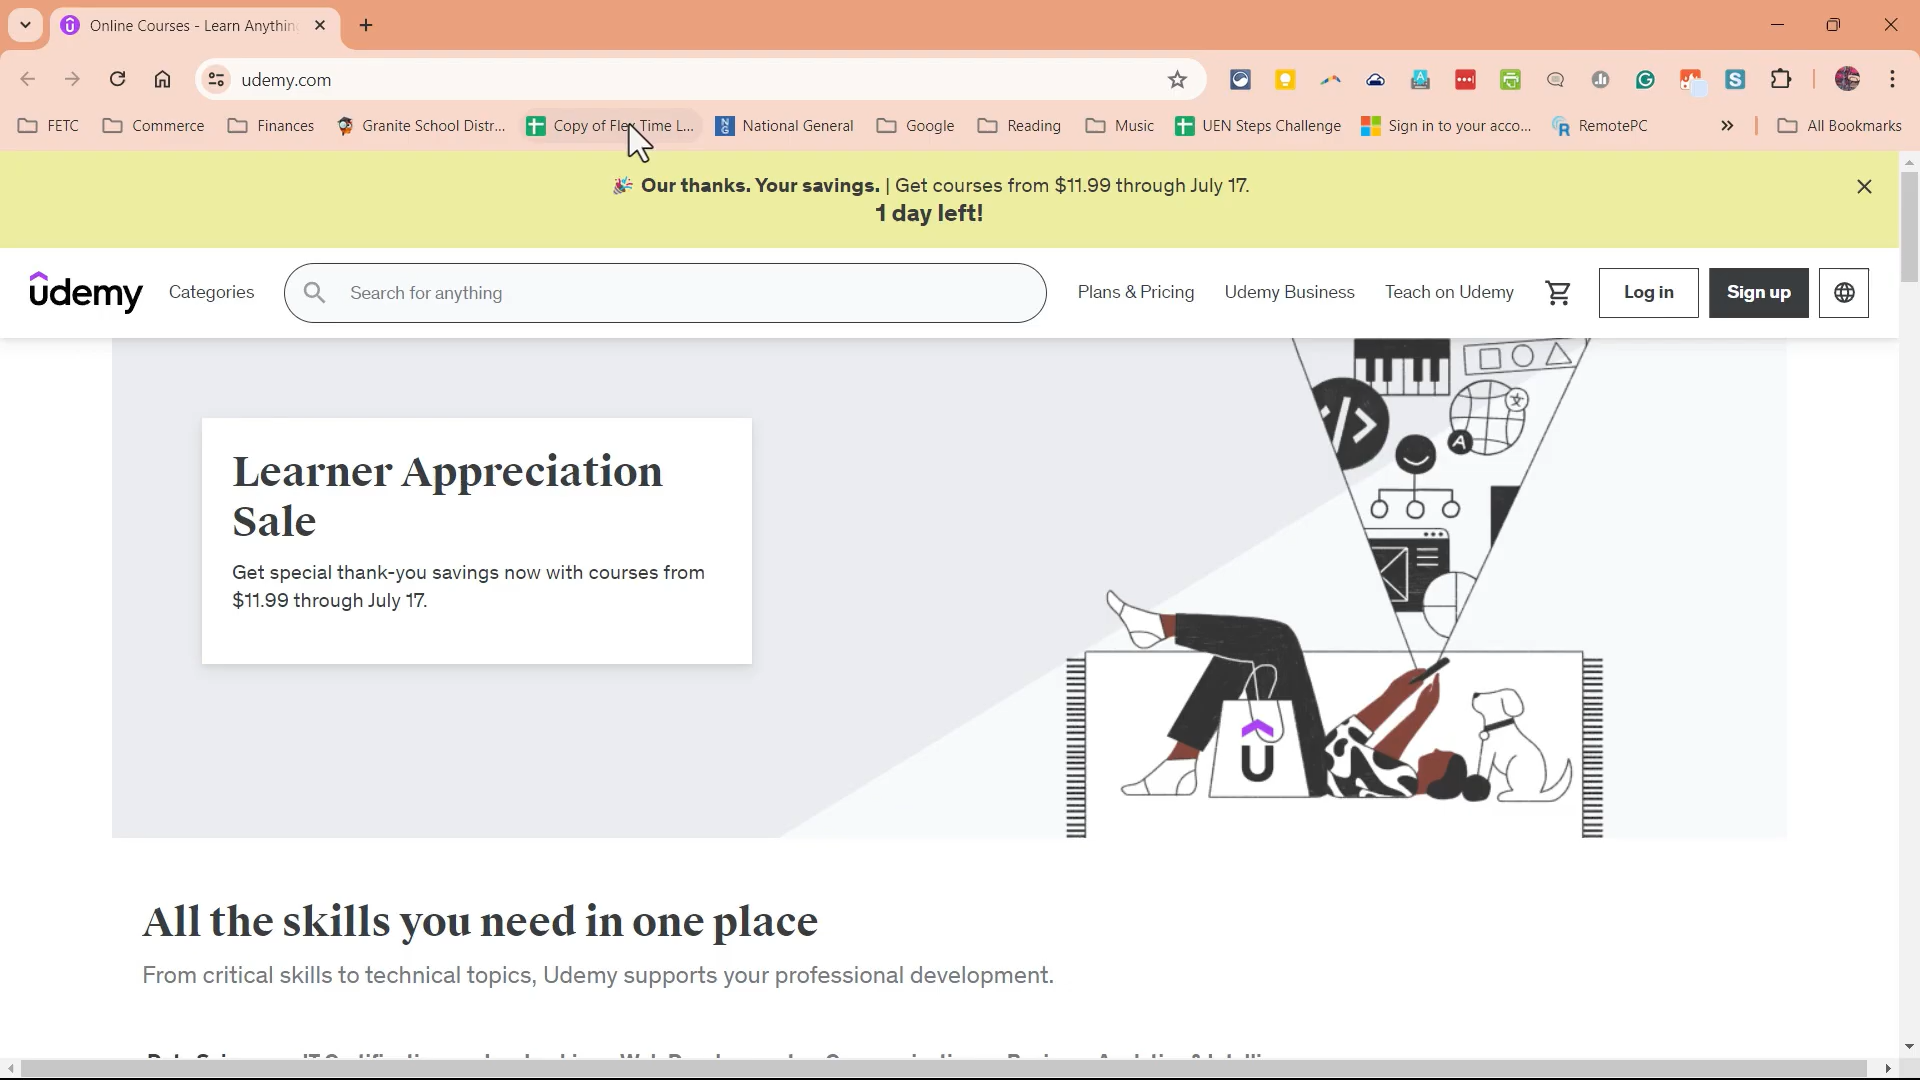 Online Courses - Learn Anythin
udemy.com
FETC
Commerce
Finances
Granite School Distr...
Copy of Flex Time L...
National General
Google
Reading
Music
UEN Steps Challenge
Sign in to your acco...
RemotePC
All Bookmarks
🎉 Our thanks. Your savings. | Get courses from $11.99 through July 17.
1 day left!
udemy
Categories
Search for anything
Plans & Pricing
Udemy Business
Teach on Udemy
Log in
Sign up
Learner Appreciation
Sale
Get special thank-you savings now with courses from
$11.99 through July 17.
All the skills you need in one place
From critical skills to technical topics, Udemy supports your professional development.